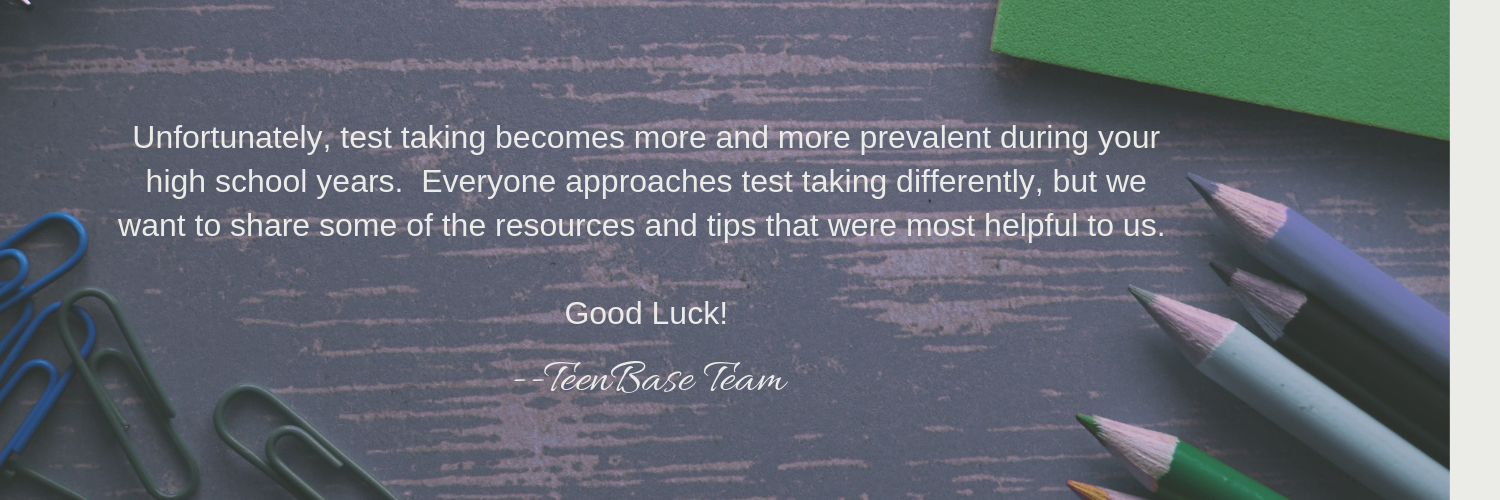 Unfortunately, test taking becomes more and more prevalent during your
high school years.  Everyone approaches test taking differently, but we
want to share some of the resources and tips that were most helpful to us.
Good Luck!
--TeenBase Team